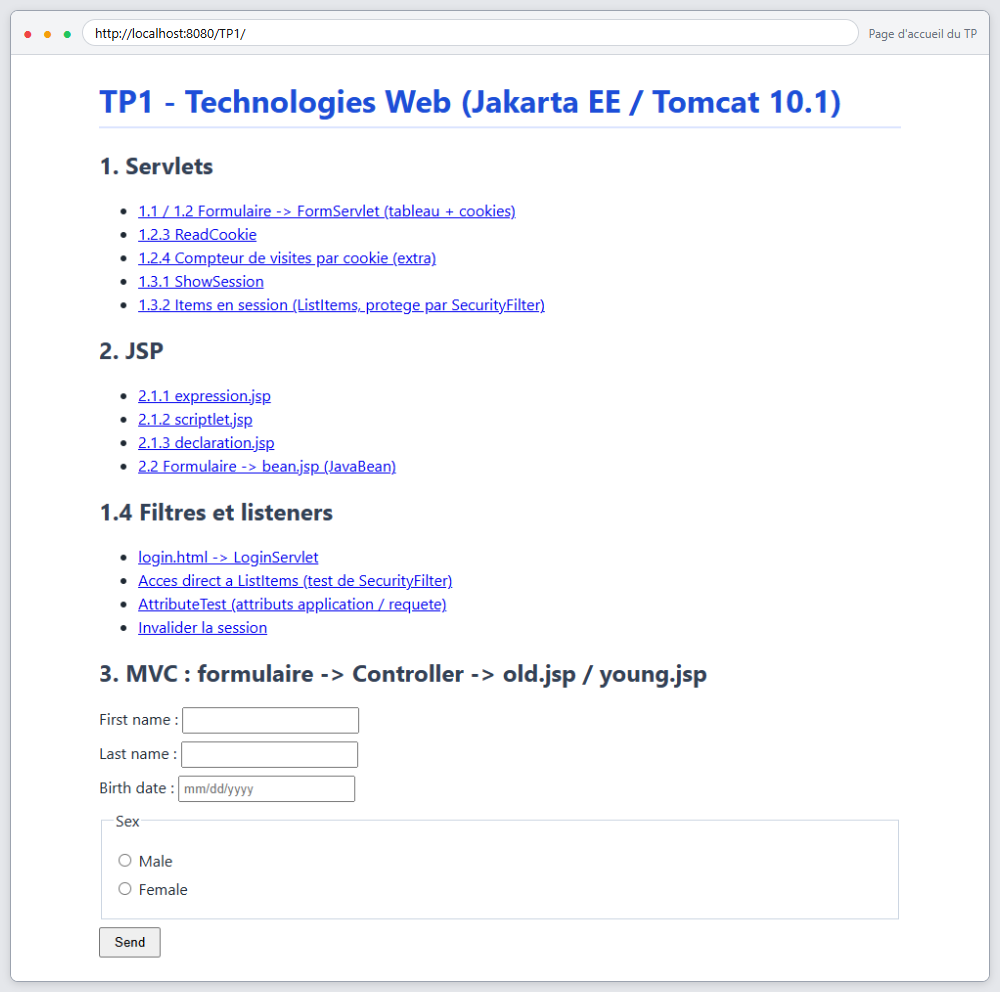 http://localhost:8080/TP1/
Page d'accueil du TP
TP1 - Technologies Web (Jakarta EE / Tomcat 10.1)
1. Servlets
1.1 / 1.2 Formulaire -> FormServlet (tableau + cookies)
1.2.3 ReadCookie
1.2.4 Compteur de visites par cookie (extra)
1.3.1 ShowSession
1.3.2 Items en session (ListItems, protege par SecurityFilter)
2. JSP
2.1.1 expression.jsp
2.1.2 scriptlet.jsp
2.1.3 declaration.jsp
2.2 Formulaire -> bean.jsp (JavaBean)
1.4 Filtres et listeners
login.html -> LoginServlet
Acces direct a ListItems (test de SecurityFilter)
AttributeTest (attributs application / requete)
Invalider la session
3. MVC : formulaire -> Controller -> old.jsp / young.jsp
First name :
Last name :
Birth date : mm/dd/yyyy
Sex
Male
Female
Send